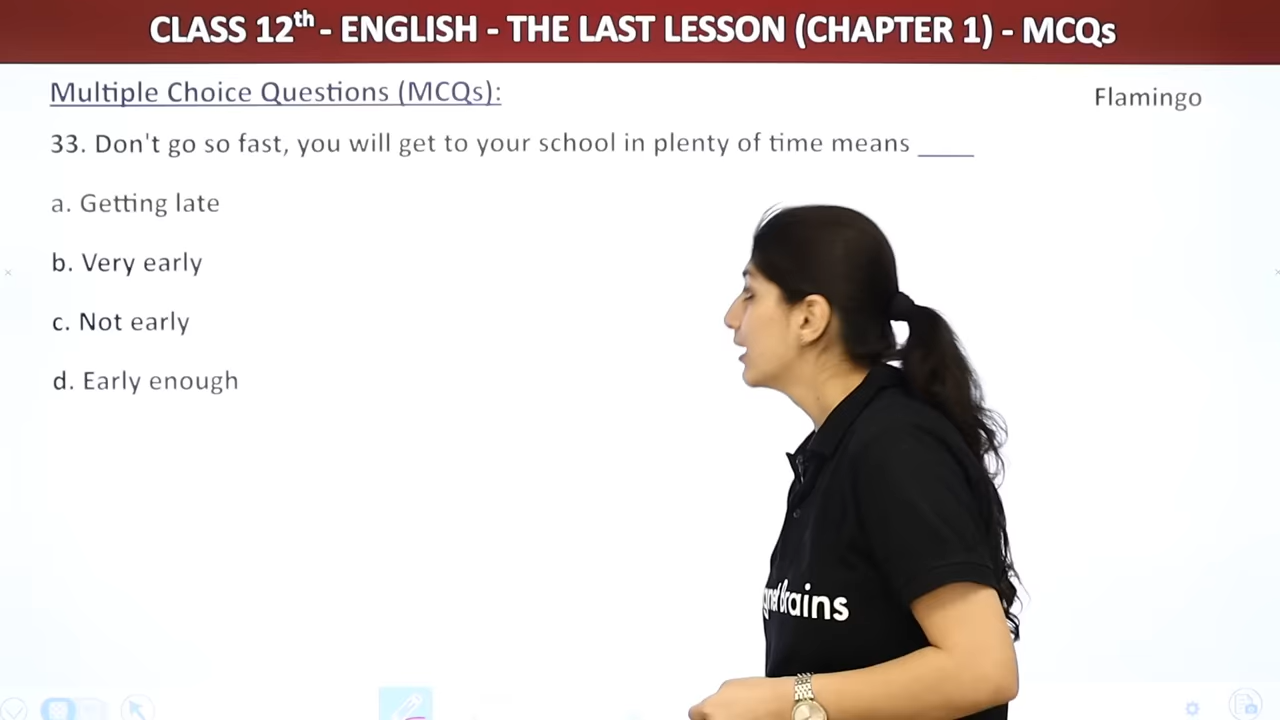 CLASS 12th - ENGLISH - THE LAST LESSON (CHAPTER 1) - MCQs
Multiple Choice Questions (MCQs):
Flamingo
33. Don't go so fast, you will get to your school in plenty of time means ____
a. Getting late
b. Very early
c. Not early
d. Early enough
Brains